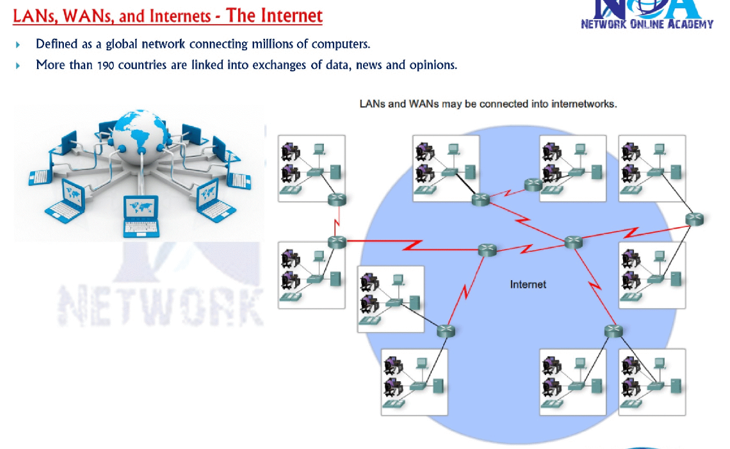 LANs, WANs, and Internets - The Internet
NETWORK ONLINE ACADEMY
Defined as a global network connecting millions of computers.
More than 190 countries are linked into exchanges of data, news and opinions.
LANs and WANs may be connected into internetworks.
Internet
NETWORK